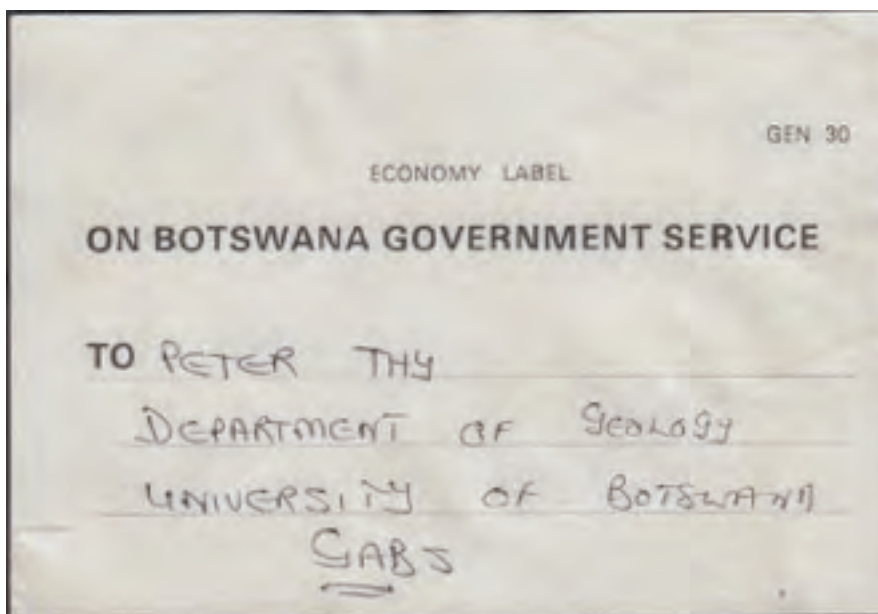 GEN 30
ECONOMY LABEL
ON BOTSWANA GOVERNMENT SERVICE
TO PETER THY
DEPARTMENT OF Geology
UNIVERSITY OF BOTSWANA
GABS